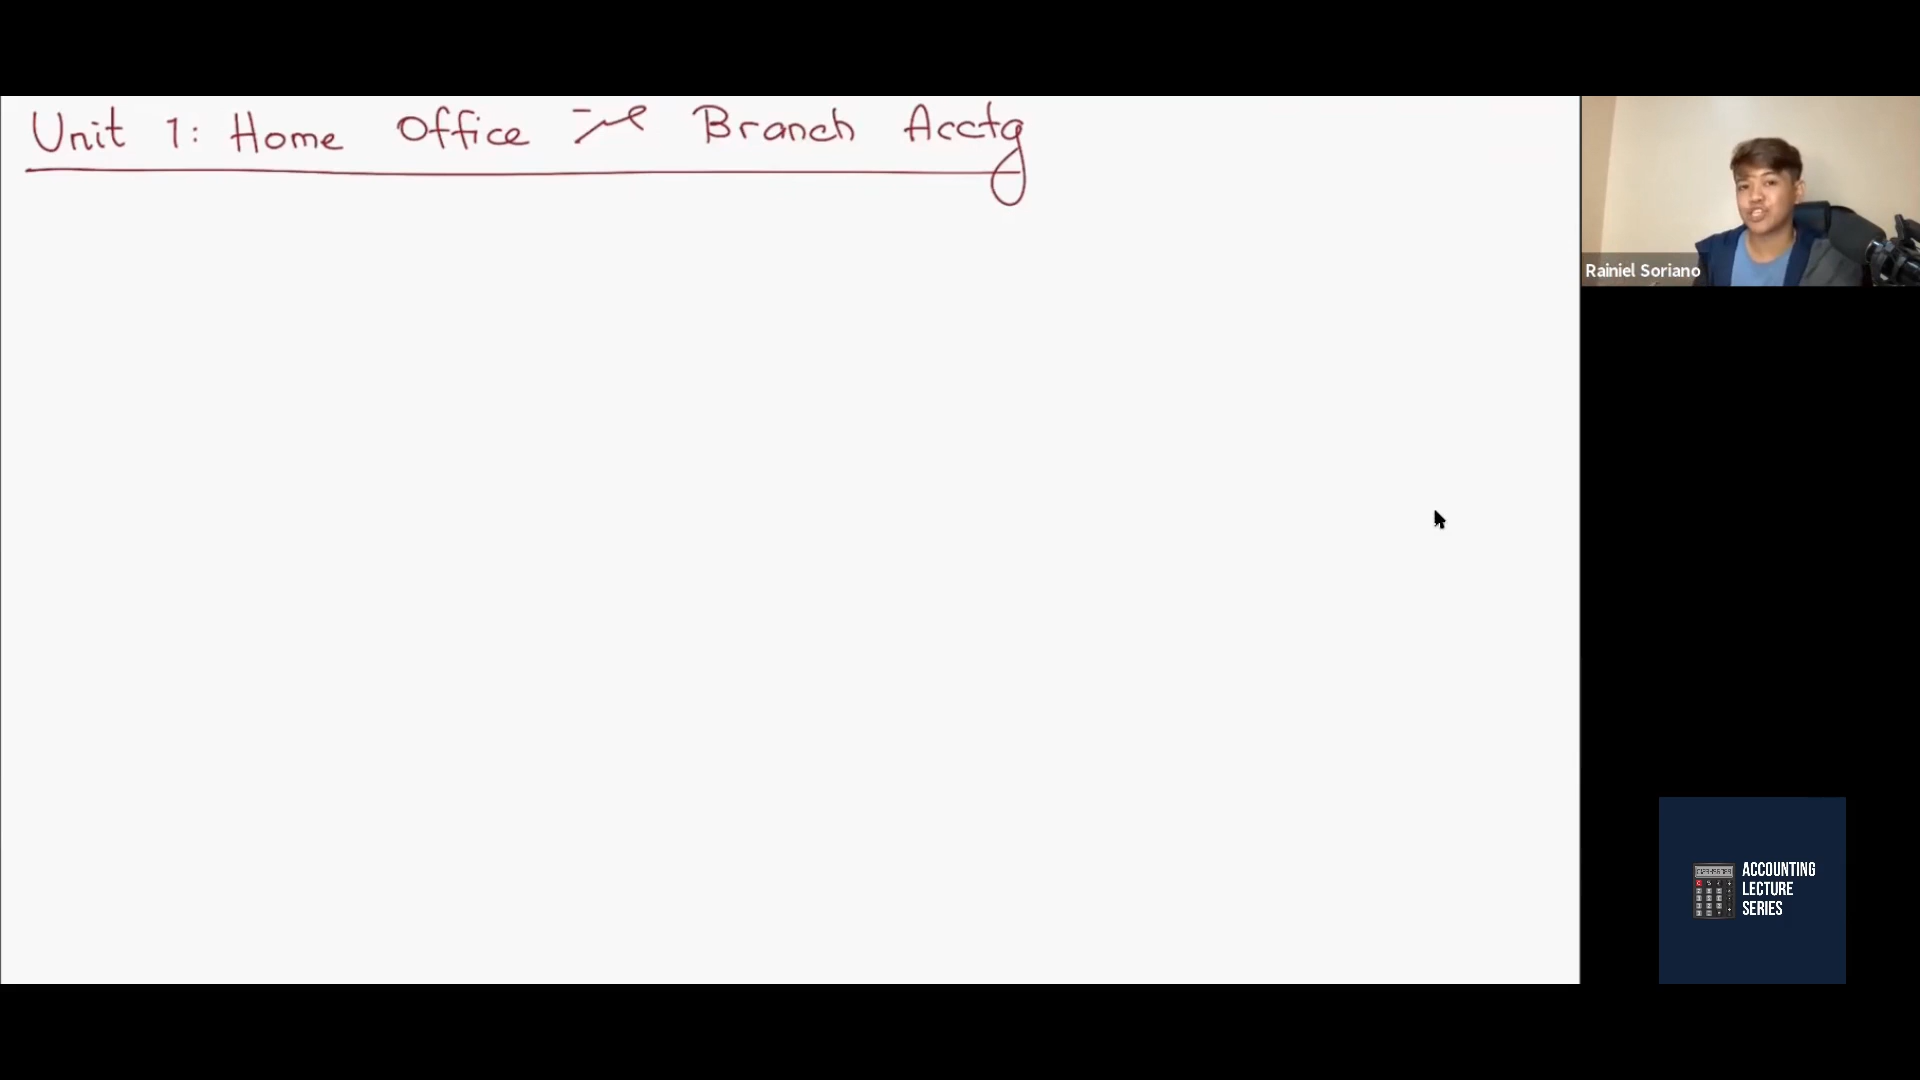 Unit 1: Home Office Branch Acctg
Rainiel Soriano
ACCOUNTING
LECTURE
SERIES